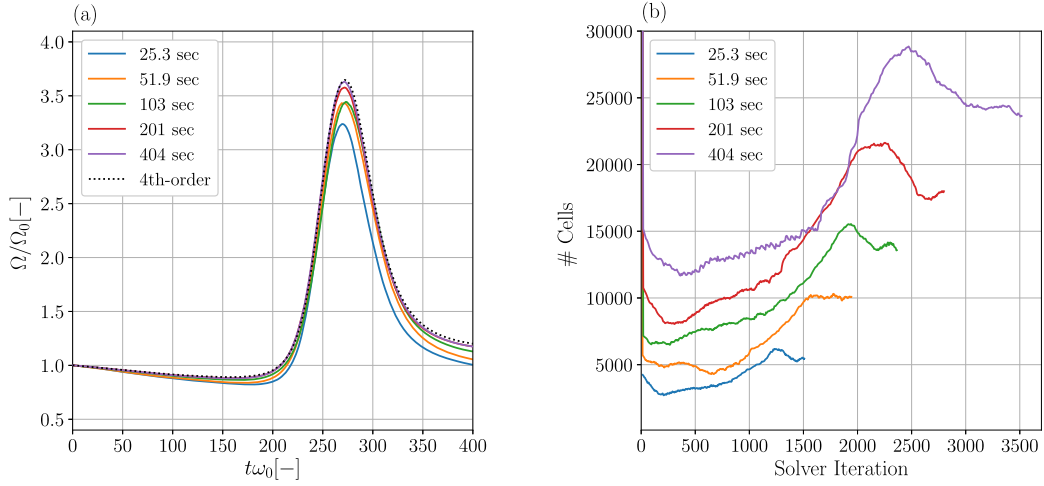 (a)
4.0
3.5
3.0
2.5
2.0
1.5
1.0
0.5
Ω/Ω₀[−]
25.3 sec
51.9 sec
103 sec
201 sec
404 sec
4th-order
0 50 100 150 200 250 300 350 400
tω₀[−]
(b)
30000
25000
20000
15000
10000
5000
# Cells
25.3 sec
51.9 sec
103 sec
201 sec
404 sec
0 500 1000 1500 2000 2500 3000 3500
Solver Iteration